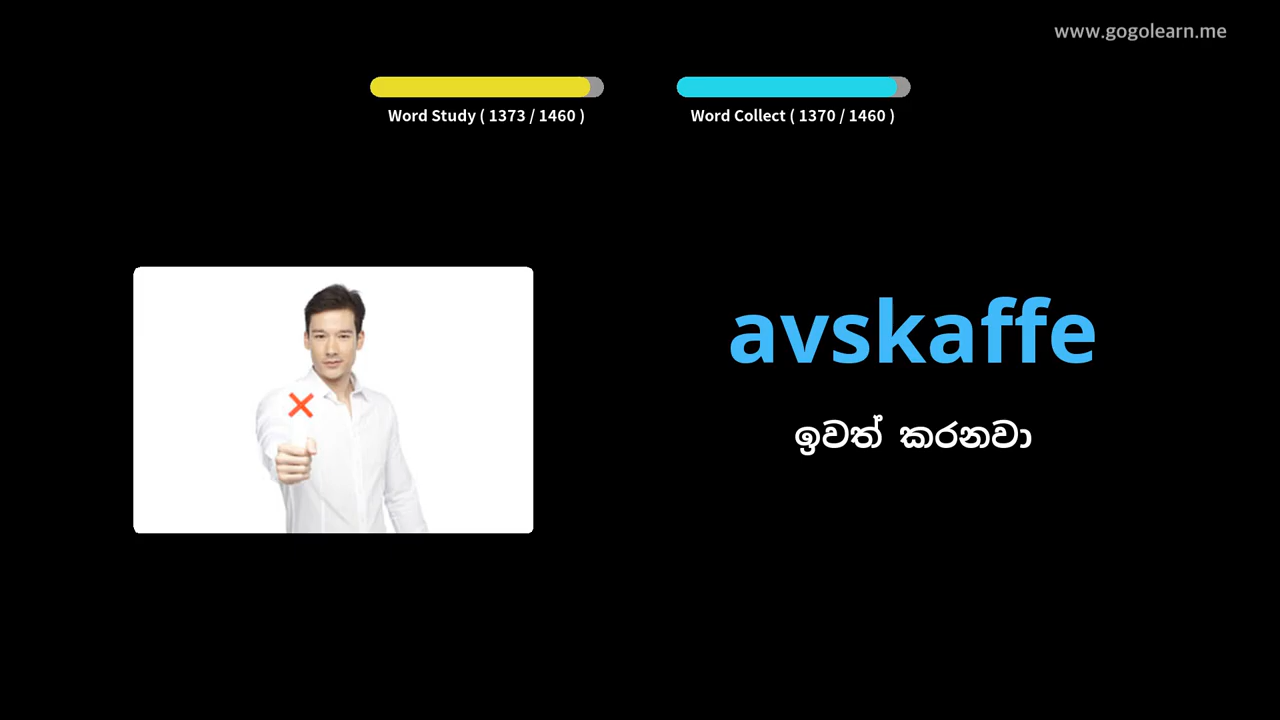 www.gogolearn.me
Word Study ( 1373 / 1460 )
Word Collect ( 1370 / 1460 )
avskaffe
ඉවත් කරනවා